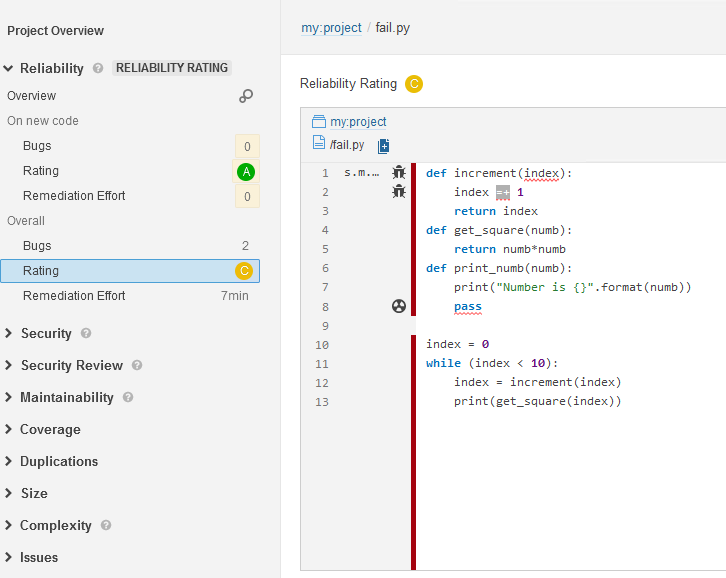 Project Overview
Reliability ? RELIABILITY RATING
Overview
On new code
Bugs 0
Rating A
Remediation Effort 0
Overall
Bugs 2
Rating C
Remediation Effort 7min
Security ?
Security Review ?
Maintainability ?
Coverage
Duplications
Size
Complexity ?
Issues
my:project / fail.py
Reliability Rating C
my:project
/fail.py
1 s.m.... def increment(index):
2 index =+ 1
3 return index
4 def get_square(numb):
5 return numb*numb
6 def print_numb(numb):
7 print("Number is {}".format(numb))
8 pass
9
10 index = 0
11 while (index < 10):
12 index = increment(index)
13 print(get_square(index))